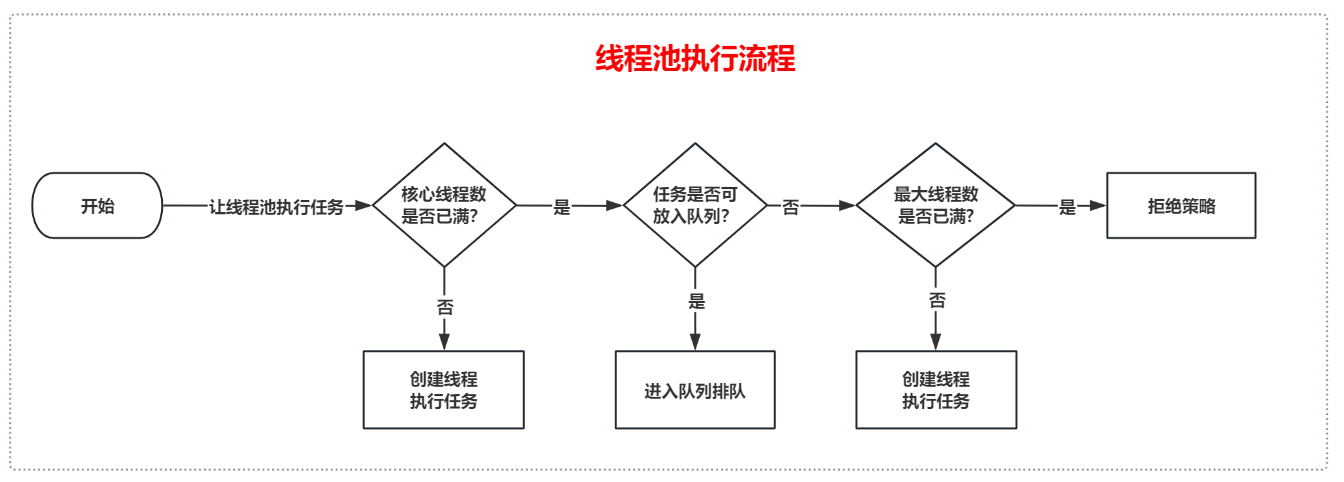 线程池执行流程
开始
让线程池执行任务
核心线程数
是否已满？
是
任务是否可
放入队列？
否
最大线程数
是否已满？
是
拒绝策略
否
是
否
创建线程
执行任务
进入队列排队
创建线程
执行任务